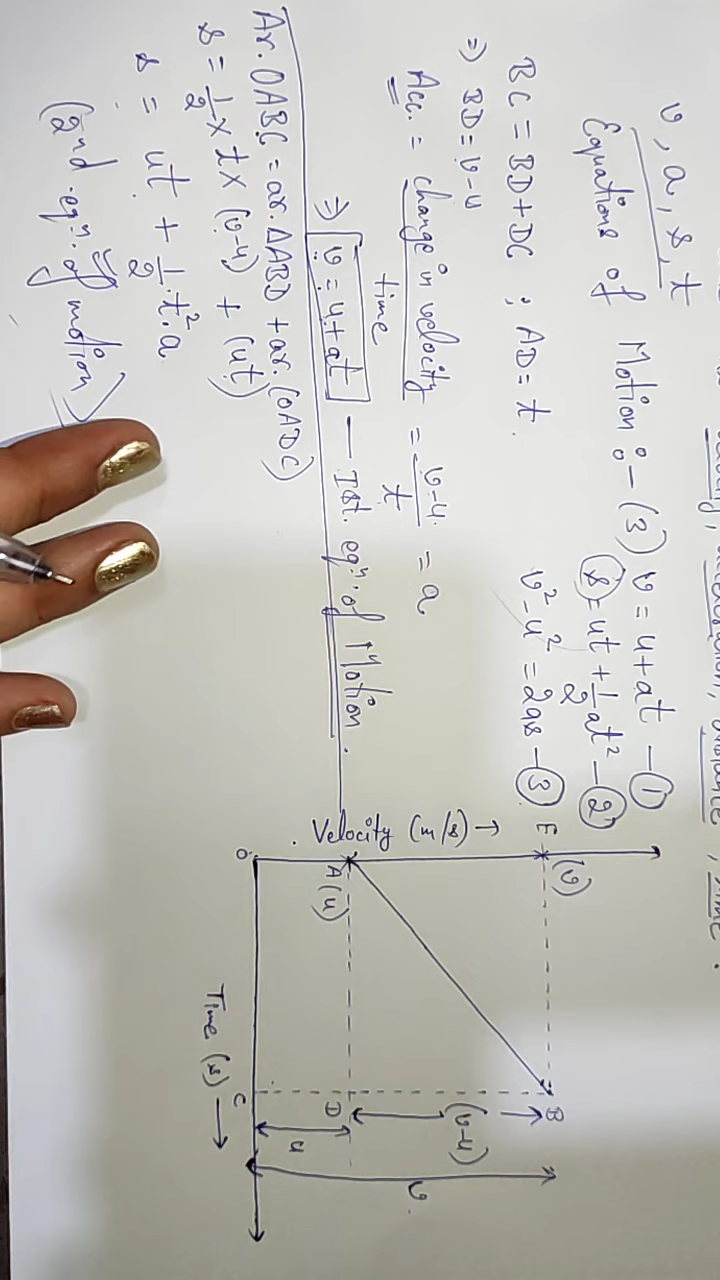 v, a, s, t
Equations of Motion :- (3) v = u+at - ①
s = ut + 1/2 at² - ②
v² - u² = 2as - ③
BC = BD + DC ; AD = t.
⇒ BD = v-u
Acc. = change in velocity / time = v-u / t = a
⇒ v = u+at — Ist. eqⁿ. of Motion.
Ar. OABC = ar. ΔABD + ar. (OADC)
s = 1/2 × t × (v-u) + (ut)
s = ut + 1/2 . t² . a
(2nd . eqⁿ. of motion)
Velocity (m/s) →
E
(v)
B
A (u)
D
(v-u)
u
v
O
C
Time (s) →